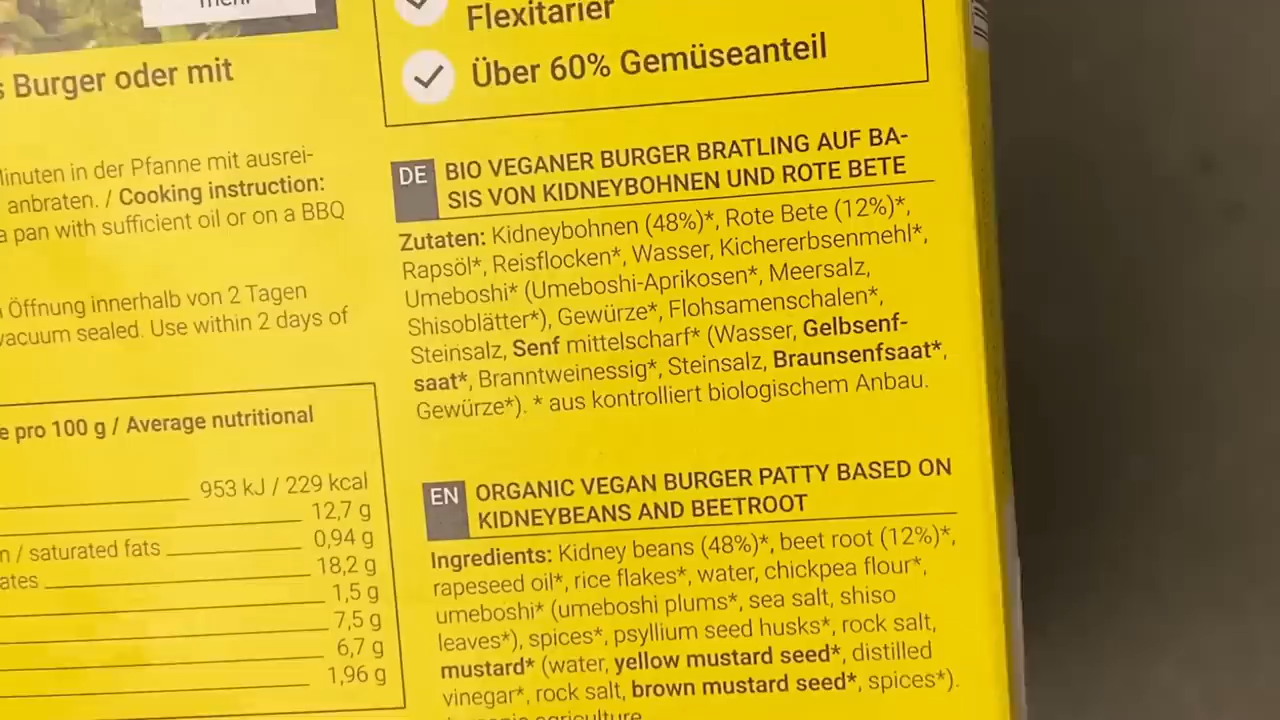 mehr
Flexitarier
Über 60% Gemüseanteil
Burger oder mit
in der Pfanne mit ausrei-
anbraten. / Cooking instruction:
a pan with sufficient oil or on a BBQ
Öffnung innerhalb von 2 Tagen
vacuum sealed. Use within 2 days of
pro 100 g / Average nutritional
953 kJ / 229 kcal
12,7 g
/ saturated fats 0,94 g
18,2 g
1,5 g
7,5 g
6,7 g
1,96 g
DE BIO VEGANER BURGER BRATLING AUF BA-
SIS VON KIDNEYBOHNEN UND ROTE BETE
Zutaten: Kidneybohnen (48%)*, Rote Bete (12%)*,
Rapsöl*, Reisflocken*, Wasser, Kichererbsenmehl*,
Umeboshi* (Umeboshi-Aprikosen*, Meersalz,
Shisoblätter*), Gewürze*, Flohsamenschalen*,
Steinsalz, Senf mittelscharf* (Wasser, Gelbsenf-
saat*, Branntweinessig*, Steinsalz, Braunsenfsaat*,
Gewürze*). * aus kontrolliert biologischem Anbau.
EN ORGANIC VEGAN BURGER PATTY BASED ON
KIDNEYBEANS AND BEETROOT
Ingredients: Kidney beans (48%)*, beet root (12%)*,
rapeseed oil*, rice flakes*, water, chickpea flour*,
umeboshi* (umeboshi plums*, sea salt, shiso
leaves*), spices*, psyllium seed husks*, rock salt,
mustard* (water, yellow mustard seed*, distilled
vinegar*, rock salt, brown mustard seed*, spices*).
agriculture